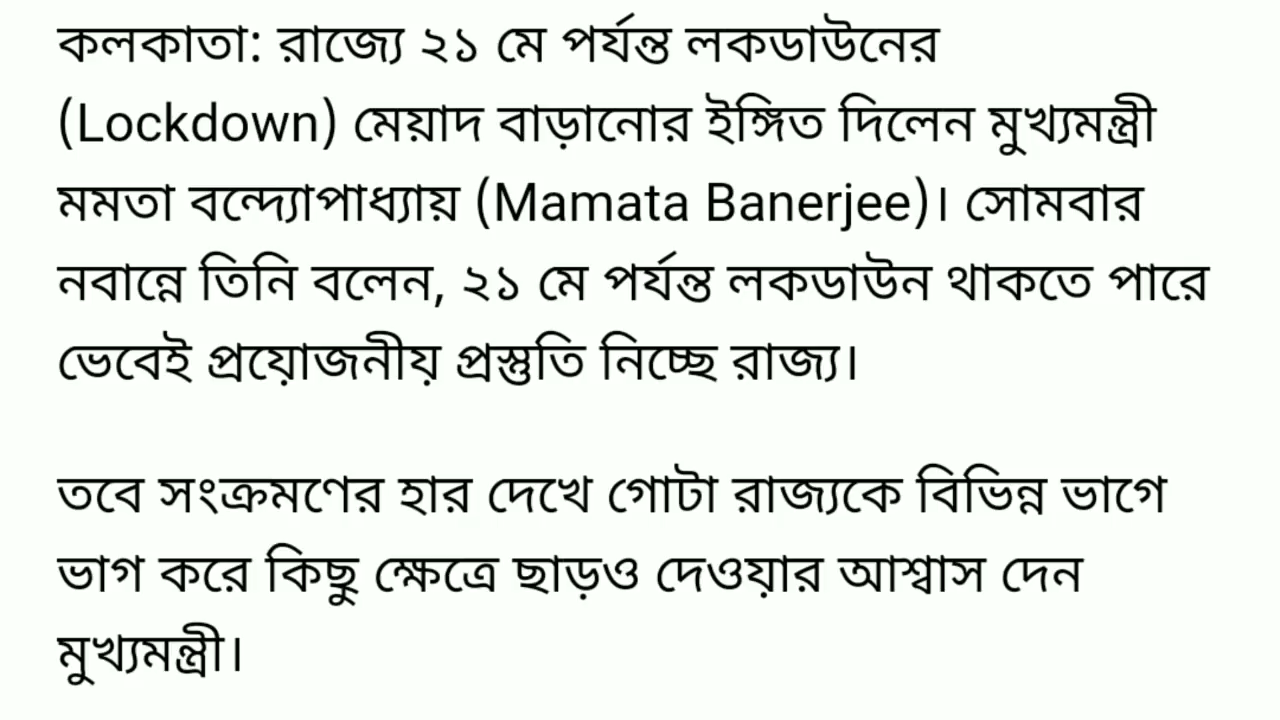 কলকাতা: রাজ্যে ২১ মে পর্যন্ত লকডাউনের
(Lockdown) মেয়াদ বাড়ানোর ইঙ্গিত দিলেন মুখ্যমন্ত্রী
মমতা বন্দ্যোপাধ্যায় (Mamata Banerjee)। সোমবার
নবান্নে তিনি বলেন, ২১ মে পর্যন্ত লকডাউন থাকতে পারে
ভেবেই প্রয়োজনীয় প্রস্তুতি নিচ্ছে রাজ্য।
তবে সংক্রমণের হার দেখে গোটা রাজ্যকে বিভিন্ন ভাগে
ভাগ করে কিছু ক্ষেত্রে ছাড়ও দেওয়ার আশ্বাস দেন
মুখ্যমন্ত্রী।